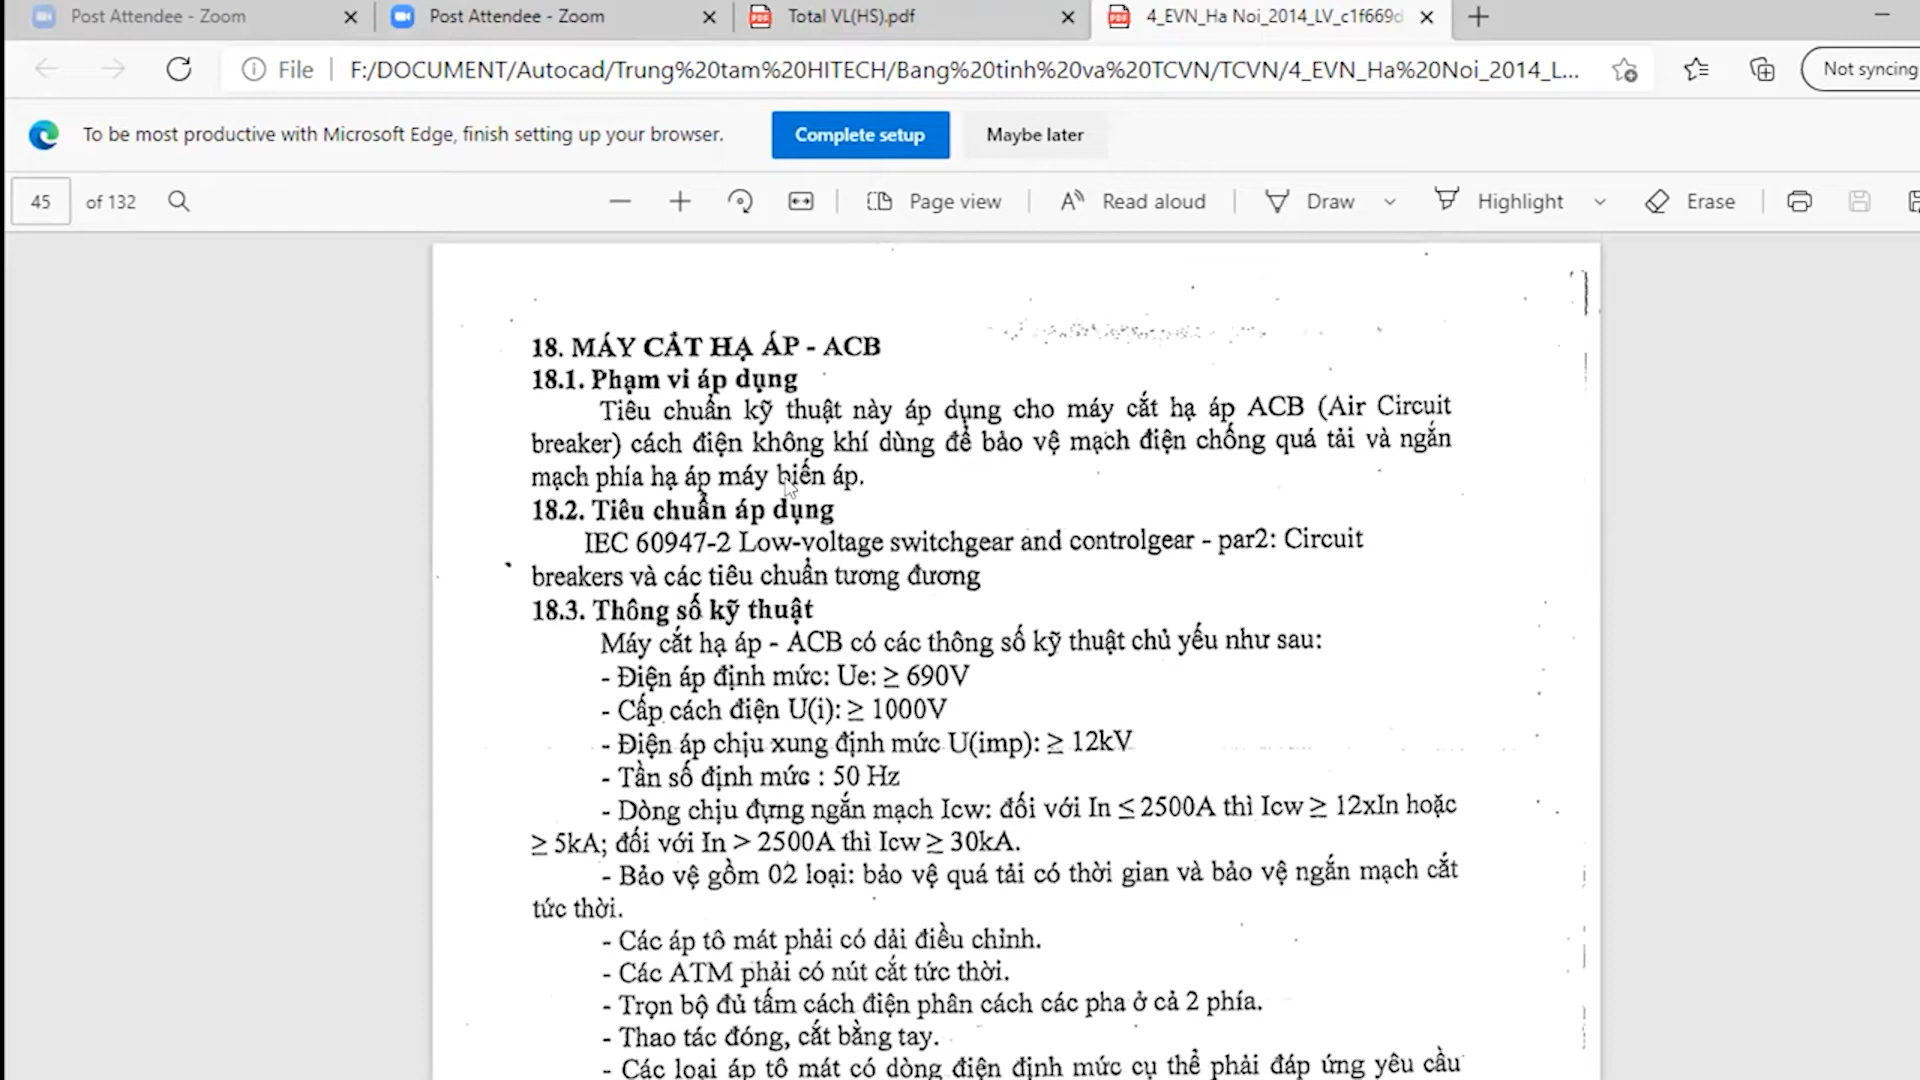 Post Attendee - Zoom
Post Attendee - Zoom
Total VL(HS).pdf
4_EVN_Ha Noi_2014_LV_c1f669d
File
F:/DOCUMENT/Autocad/Trung%20tam%20HITECH/Bang%20tinh%20va%20TCVN/TCVN/4_EVN_Ha%20Noi_2014_L...
Not syncing
To be most productive with Microsoft Edge, finish setting up your browser.
Complete setup
Maybe later
45 of 132
Page view
Read aloud
Draw
Highlight
Erase
18. MÁY CẮT HẠ ÁP - ACB
18.1. Phạm vi áp dụng
Tiêu chuẩn kỹ thuật này áp dụng cho máy cắt hạ áp ACB (Air Circuit
breaker) cách điện không khí dùng để bảo vệ mạch điện chống quá tải và ngắn
mạch phía hạ áp máy biến áp.
18.2. Tiêu chuẩn áp dụng
IEC 60947-2 Low-voltage switchgear and controlgear - par2: Circuit
breakers và các tiêu chuẩn tương đương
18.3. Thông số kỹ thuật
Máy cắt hạ áp - ACB có các thông số kỹ thuật chủ yếu như sau:
- Điện áp định mức: Ue: ≥ 690V
- Cấp cách điện U(i): ≥ 1000V
- Điện áp chịu xung định mức U(imp): ≥ 12kV
- Tần số định mức : 50 Hz
- Dòng chịu đựng ngắn mạch Icw: đối với In ≤ 2500A thì Icw ≥ 12xIn hoặc
≥ 5kA; đối với In > 2500A thì Icw ≥ 30kA.
- Bảo vệ gồm 02 loại: bảo vệ quá tải có thời gian và bảo vệ ngắn mạch cắt
tức thời.
- Các áp tô mát phải có dải điều chỉnh.
- Các ATM phải có nút cắt tức thời.
- Trọn bộ đủ tấm cách điện phân cách các pha ở cả 2 phía.
- Thao tác đóng, cắt bằng tay.
- Các loại áp tô mát có dòng điện định mức cụ thể phải đáp ứng yêu cầu